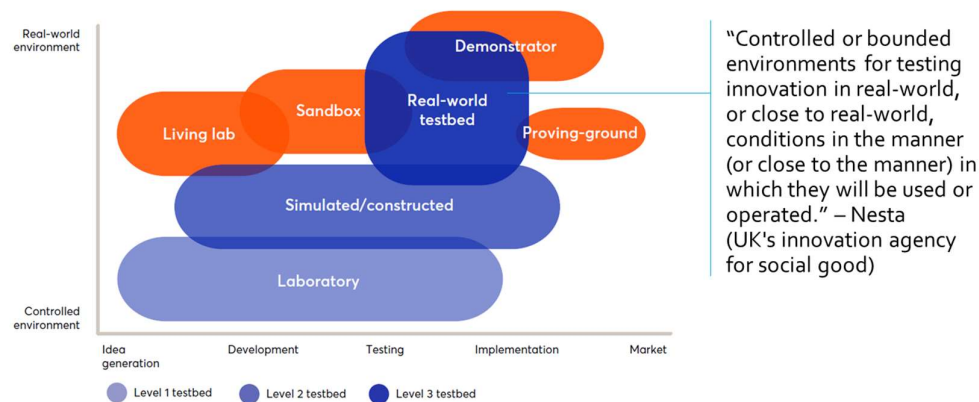 Real-world
environment
Demonstrator
Sandbox
Real-world
testbed
Living lab
Proving-ground
Simulated/constructed
Laboratory
Controlled
environment
Idea
generation
Development
Testing
Implementation
Market
Level 1 testbed
Level 2 testbed
Level 3 testbed
“Controlled or bounded
environments for testing
innovation in real-world,
or close to real-world,
conditions in the manner
(or close to the manner) in
which they will be used or
operated.” – Nesta
(UK's innovation agency
for social good)